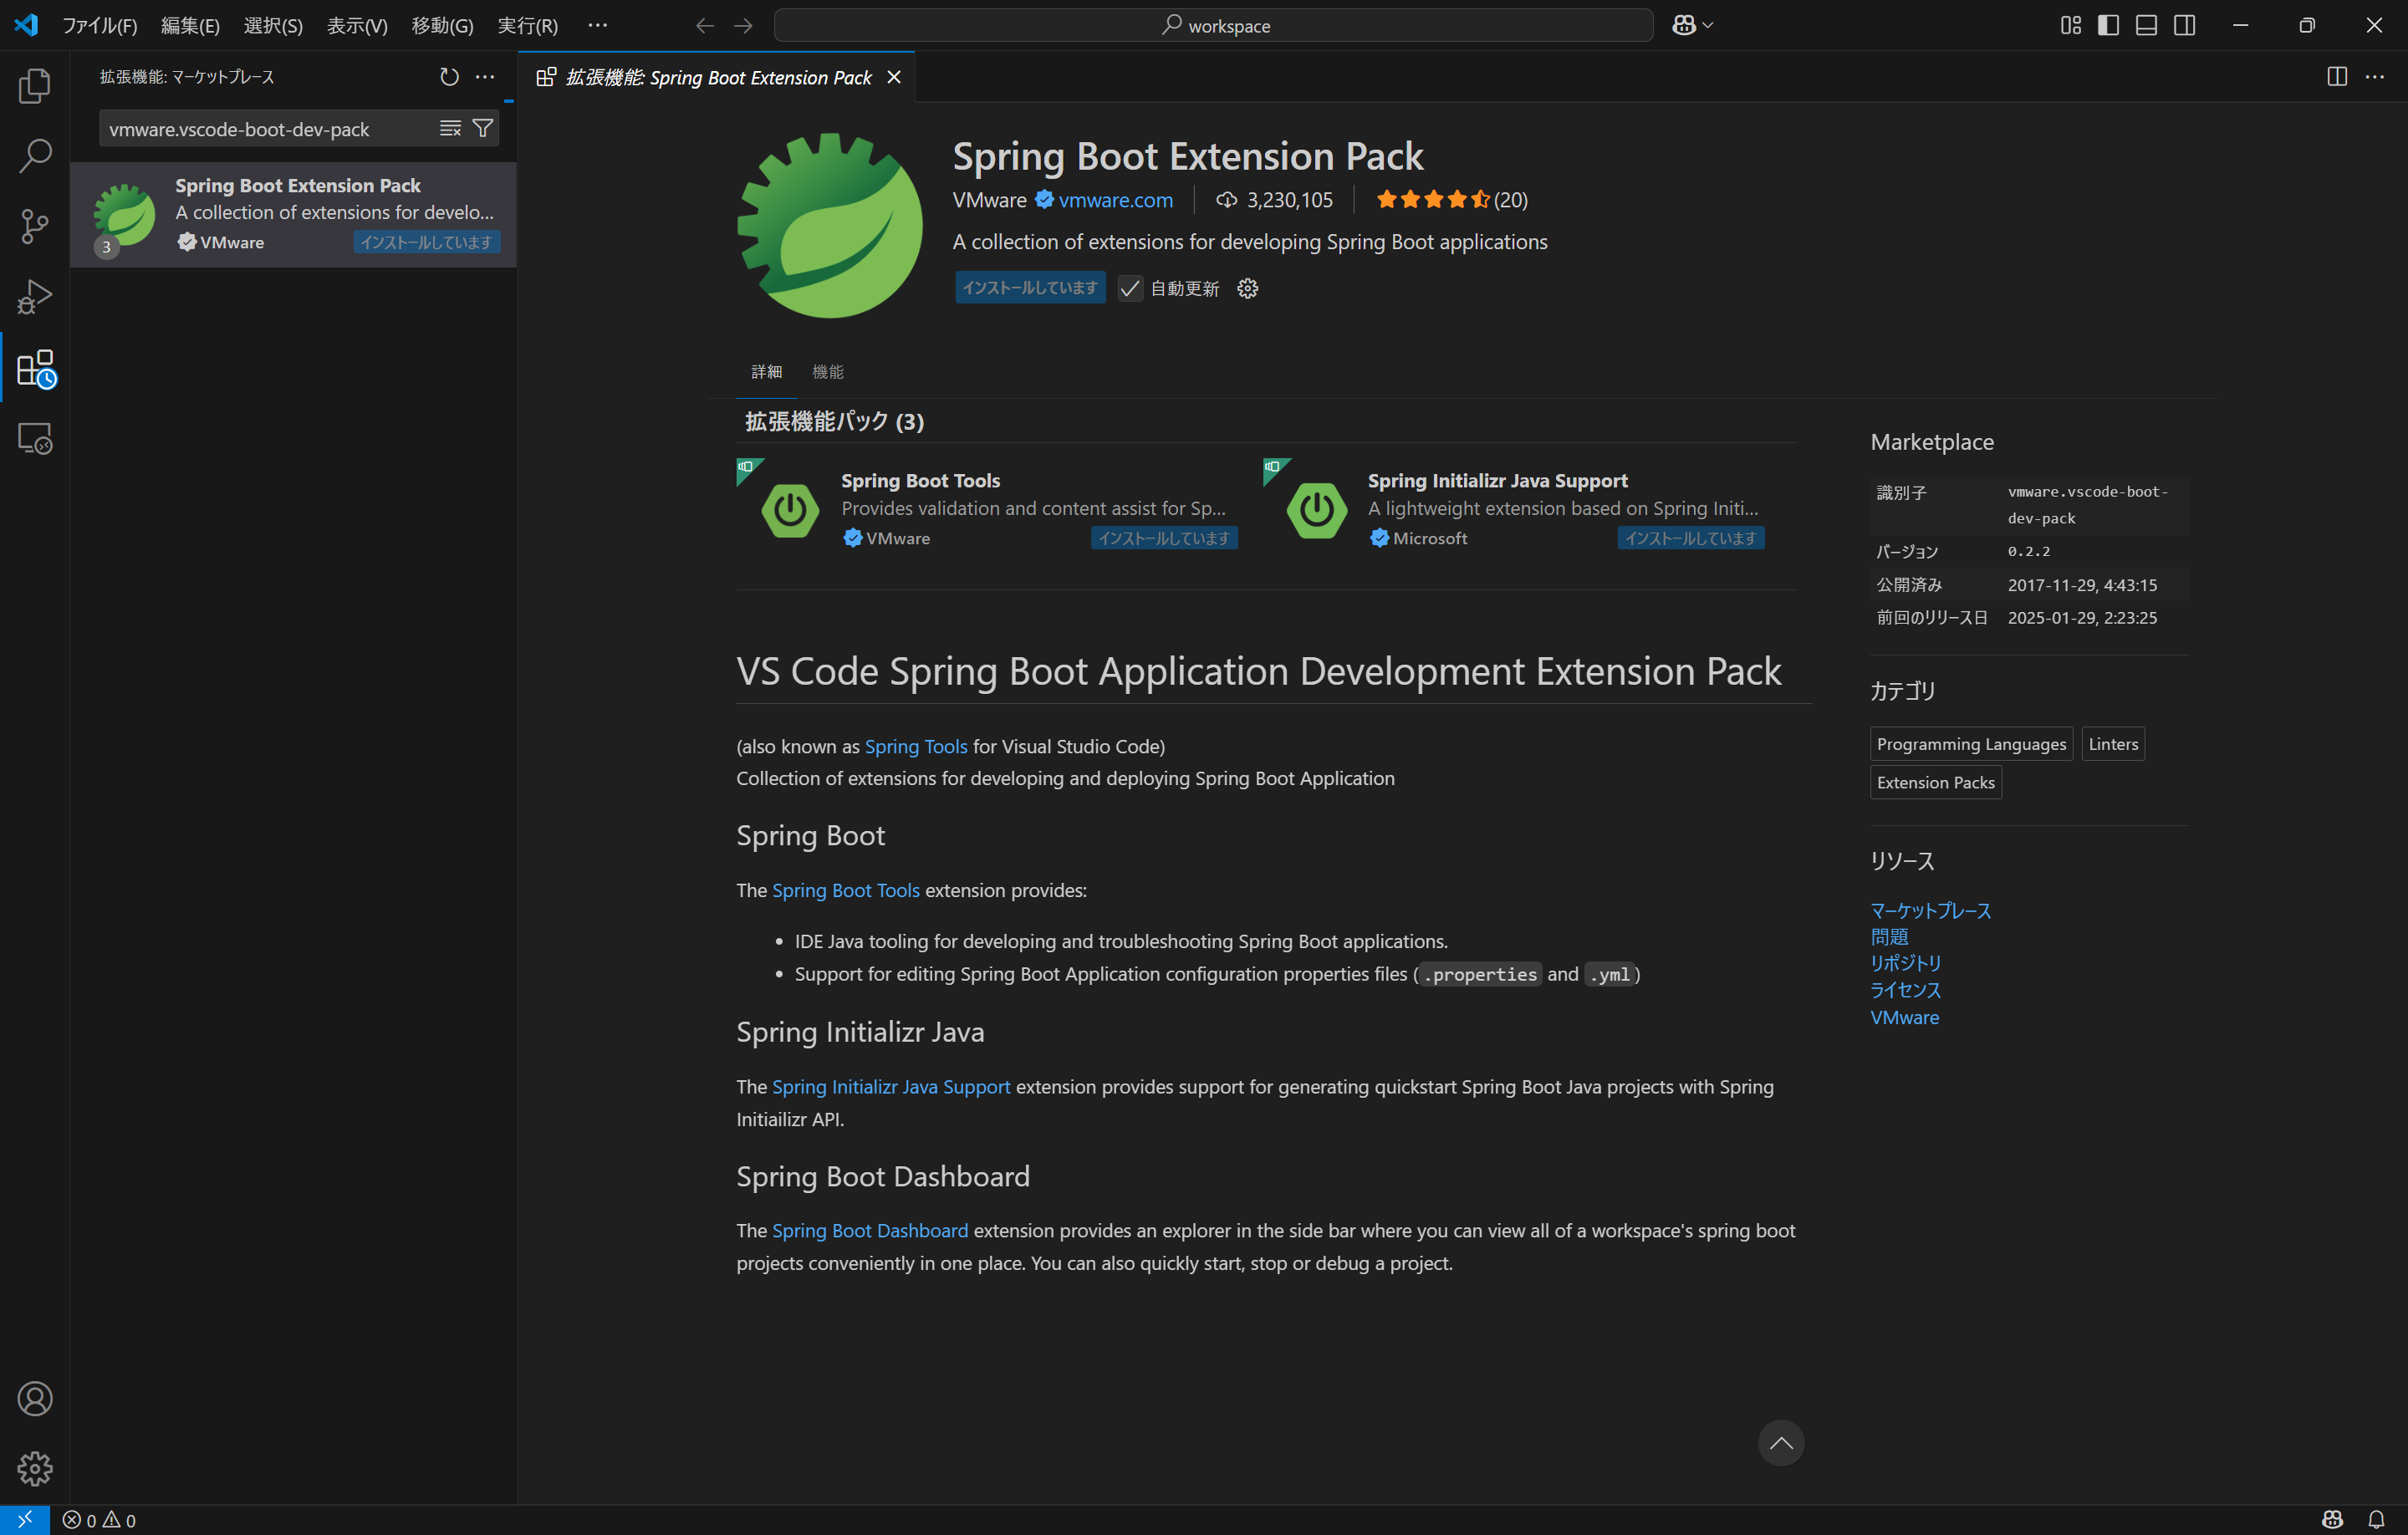 ファイル(F) 編集(E) 選択(S) 表示(V) 移動(G) 実行(R) … workspace
拡張機能: マーケットプレース
拡張機能: Spring Boot Extension Pack
vmware.vscode-boot-dev-pack
Spring Boot Extension Pack
A collection of extensions for develo...
3
VMware インストールしています
Spring Boot Extension Pack
VMware vmware.com 3,230,105 (20)
A collection of extensions for developing Spring Boot applications
インストールしています 自動更新
詳細 機能
拡張機能パック (3)
Spring Boot Tools
Provides validation and content assist for Sp...
VMware インストールしています
Spring Initializr Java Support
A lightweight extension based on Spring Initi...
Microsoft インストールしています
VS Code Spring Boot Application Development Extension Pack
(also known as Spring Tools for Visual Studio Code)
Collection of extensions for developing and deploying Spring Boot Application
Spring Boot
The Spring Boot Tools extension provides:
• IDE Java tooling for developing and troubleshooting Spring Boot applications.
• Support for editing Spring Boot Application configuration properties files (.properties and .yml)
Spring Initializr Java
The Spring Initializr Java Support extension provides support for generating quickstart Spring Boot Java projects with Spring
Initiailizr API.
Spring Boot Dashboard
The Spring Boot Dashboard extension provides an explorer in the side bar where you can view all of a workspace's spring boot
projects conveniently in one place. You can also quickly start, stop or debug a project.
Marketplace
識別子 vmware.vscode-boot-
dev-pack
バージョン 0.2.2
公開済み 2017-11-29, 4:43:15
前回のリリース日 2025-01-29, 2:23:25
カテゴリ
Programming Languages Linters
Extension Packs
リソース
マーケットプレース
問題
リポジトリ
ライセンス
VMware
0 0